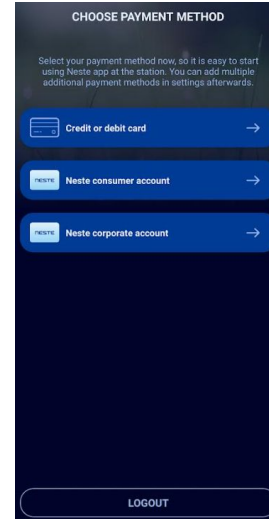 CHOOSE PAYMENT METHOD
Select your payment method now, so it is easy to start
using Neste app at the station. You can add multiple
additional payment methods in settings afterwards.
Credit or debit card
NESTE Neste consumer account
NESTE Neste corporate account
LOGOUT